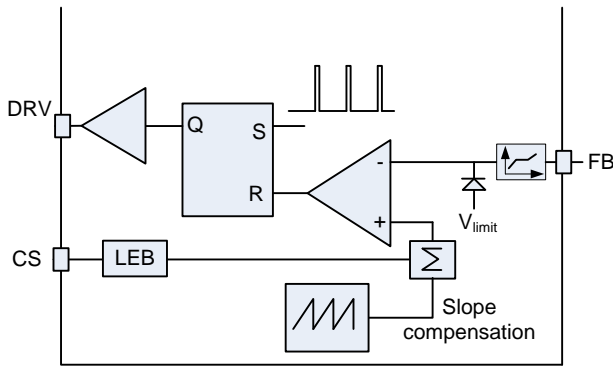 DRV
Q
S
R
-
+
FB
V_limit
CS
LEB
Σ
Slope
compensation